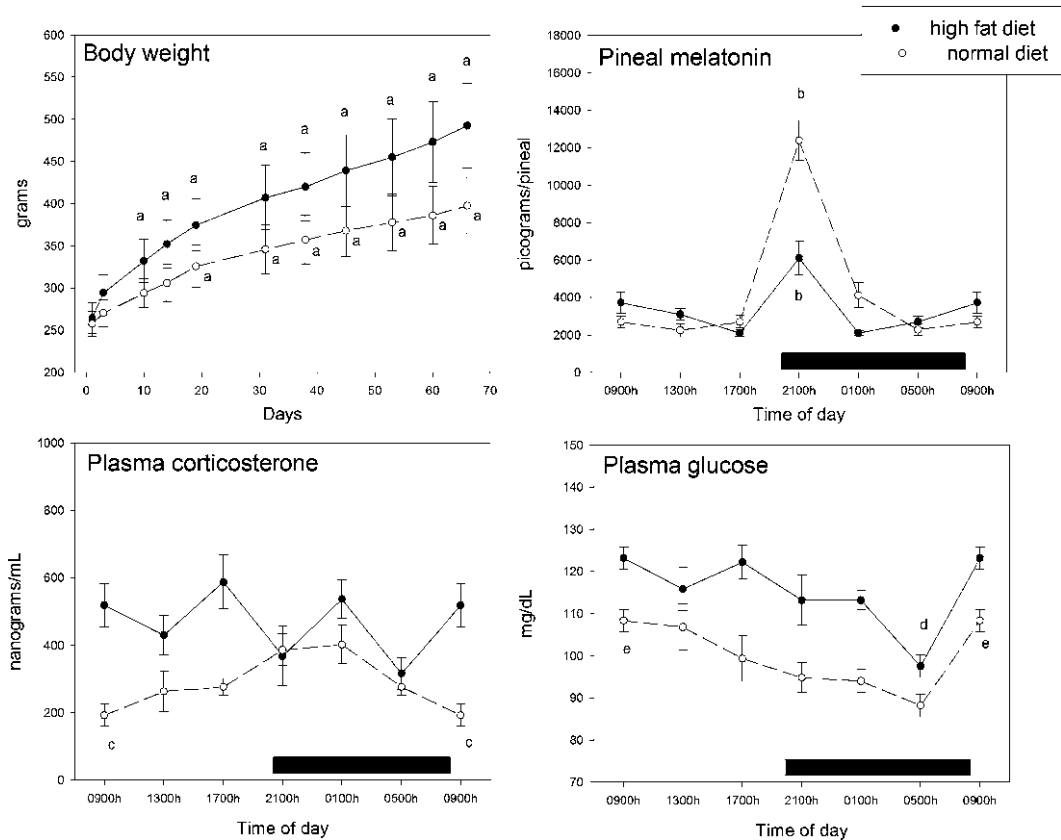 high fat diet
normal diet
Body weight
600
550
500
450
400
350
300
250
200
grams
a a a a a a a a a
a a a a a a a
0 10 20 30 40 50 60 70
Days
Pineal melatonin
18000
16000
14000
12000
10000
8000
6000
4000
2000
0
picograms/pineal
b
b
0900h 1300h 1700h 2100h 0100h 0500h 0900h
Time of day
Plasma corticosterone
1000
800
600
400
200
0
nanograms/mL
c c
0900h 1300h 1700h 2100h 0100h 0500h 0900h
Time of day
Plasma glucose
150
140
130
120
110
100
90
80
70
mg/dL
d
e e
0900h 1300h 1700h 2100h 0100h 0500h 0900h
Time of day